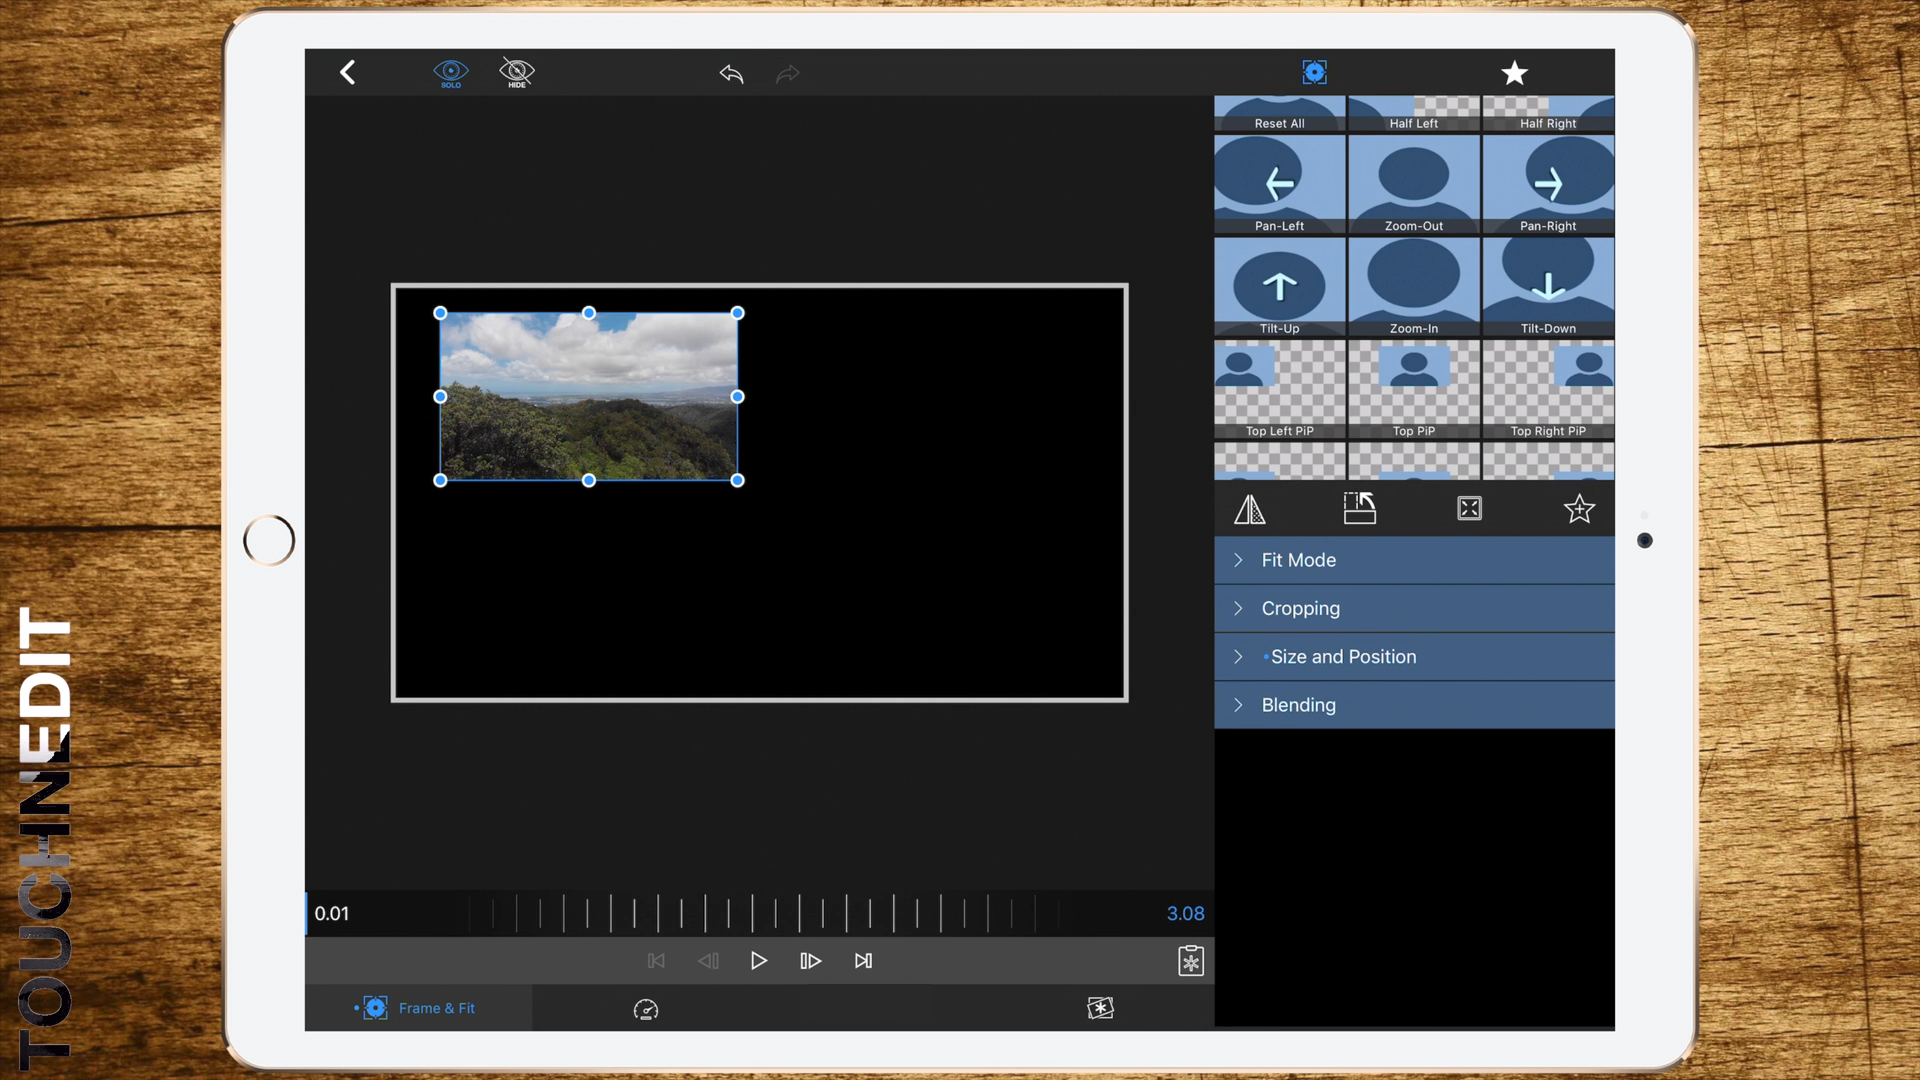 SOLO
HIDE
Reset All
Half Left
Half Right
Pan-Left
Zoom-Out
Pan-Right
Tilt-Up
Zoom-In
Tilt-Down
Top Left PiP
Top PiP
Top Right PiP
Fit Mode
Cropping
•Size and Position
Blending
0.01
3.08
• Frame & Fit
TOUCHNEDIT